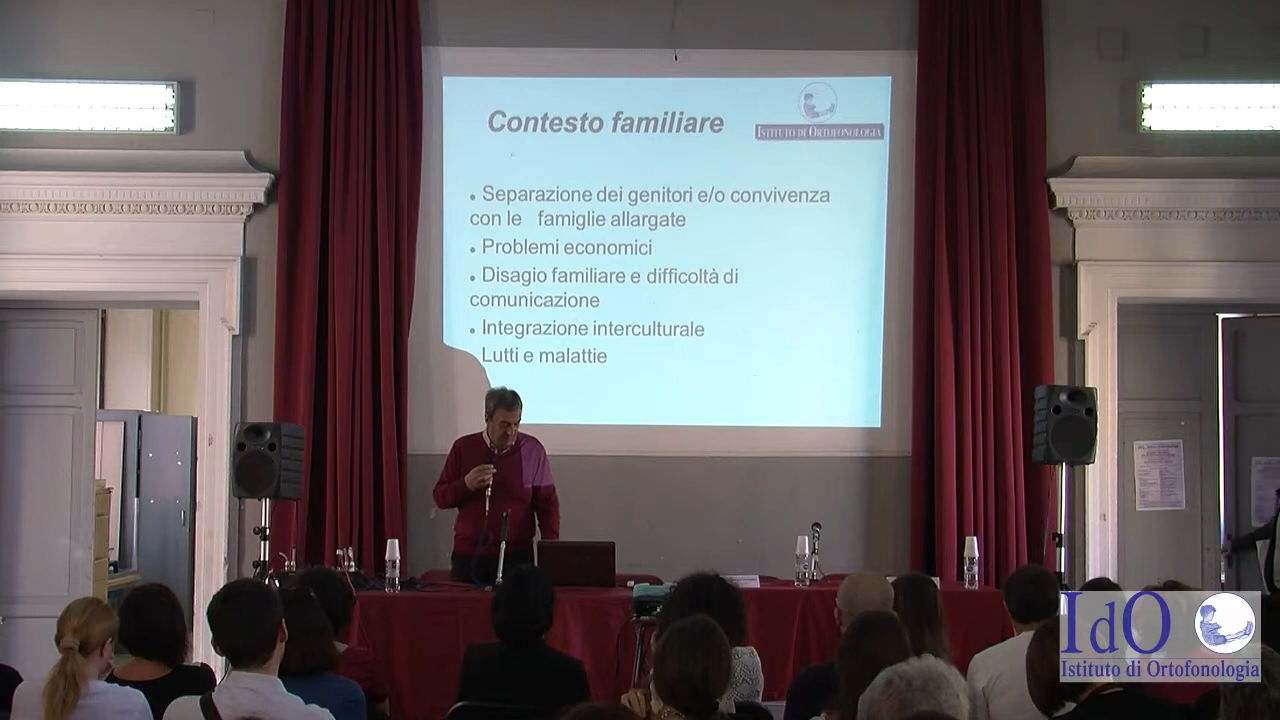 Contesto familiare
ISTITUTO DI ORTOFONOLOGIA
• Separazione dei genitori e/o convivenza
con le famiglie allargate
• Problemi economici
• Disagio familiare e difficoltà di
comunicazione
• Integrazione interculturale
Lutti e malattie
IdO
Istituto di Ortofonologia